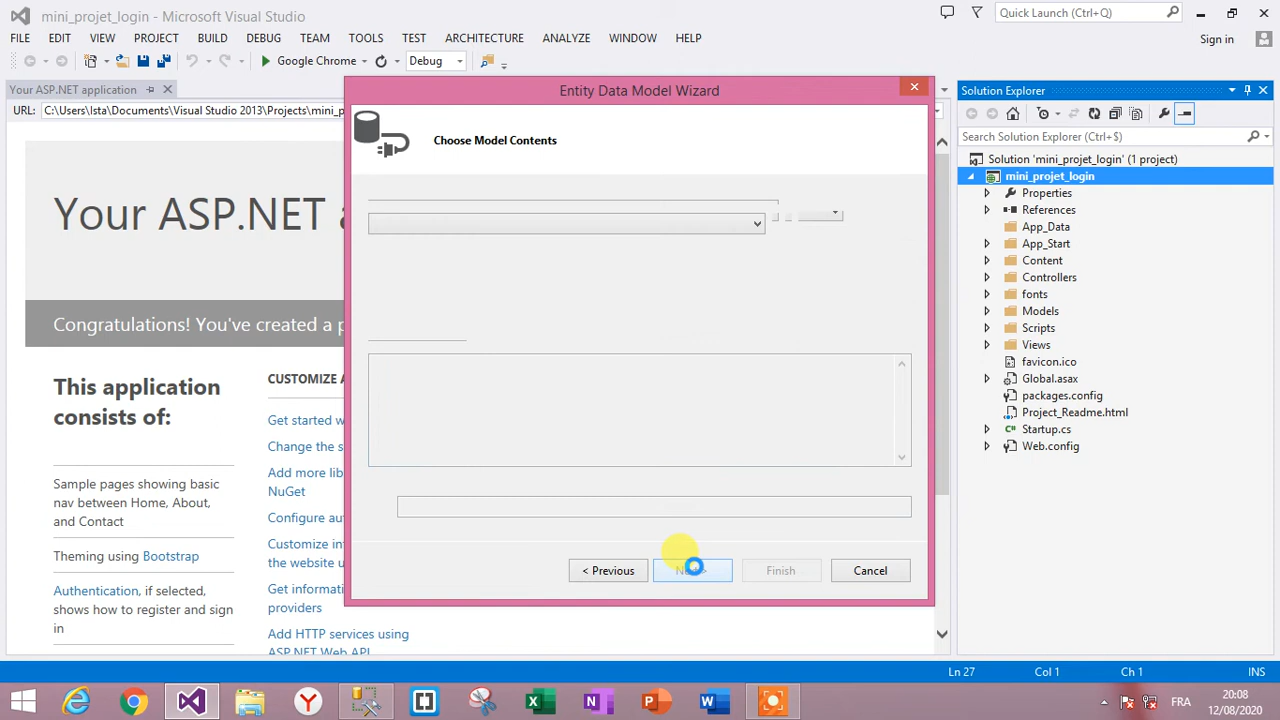 mini_projet_login - Microsoft Visual Studio
Quick Launch (Ctrl+Q)
FILE EDIT VIEW PROJECT BUILD DEBUG TEAM TOOLS TEST ARCHITECTURE ANALYZE WINDOW HELP
Sign in
Google Chrome
Debug
Your ASP.NET application
URL: C:\Users\Ista\Documents\Visual Studio 2013\Projects\mini_p
Your ASP.NET
Congratulations! You've created a p
This application
consists of:
Sample pages showing basic
nav between Home, About,
and Contact
Theming using Bootstrap
Authentication, if selected,
shows how to register and sign
in
CUSTOMIZE A
Get started w
Change the s
Add more lib
NuGet
Configure aut
Customize in
the website u
Get informati
providers
Add HTTP services using
ASP.NET Web API
Entity Data Model Wizard
Choose Model Contents
< Previous
Finish
Cancel
Solution Explorer
Search Solution Explorer (Ctrl+$)
Solution 'mini_projet_login' (1 project)
mini_projet_login
Properties
References
App_Data
App_Start
Content
Controllers
fonts
Models
Scripts
Views
favicon.ico
Global.asax
packages.config
Project_Readme.html
Startup.cs
Web.config
Ln 27 Col 1 Ch 1 INS
FR
20:08
12/08/2020